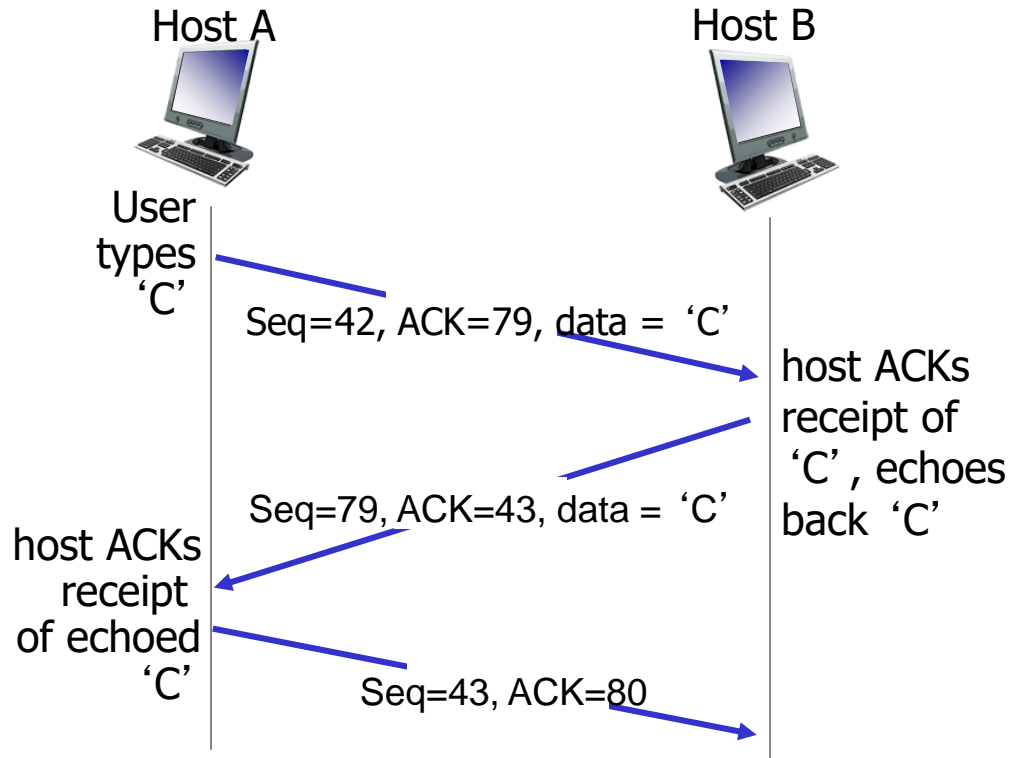 Host A
Host B
User
types
‘C’
Seq=42, ACK=79, data = ‘C’
host ACKs
receipt of
‘C’, echoes
back ‘C’
Seq=79, ACK=43, data = ‘C’
host ACKs
receipt
of echoed
‘C’
Seq=43, ACK=80